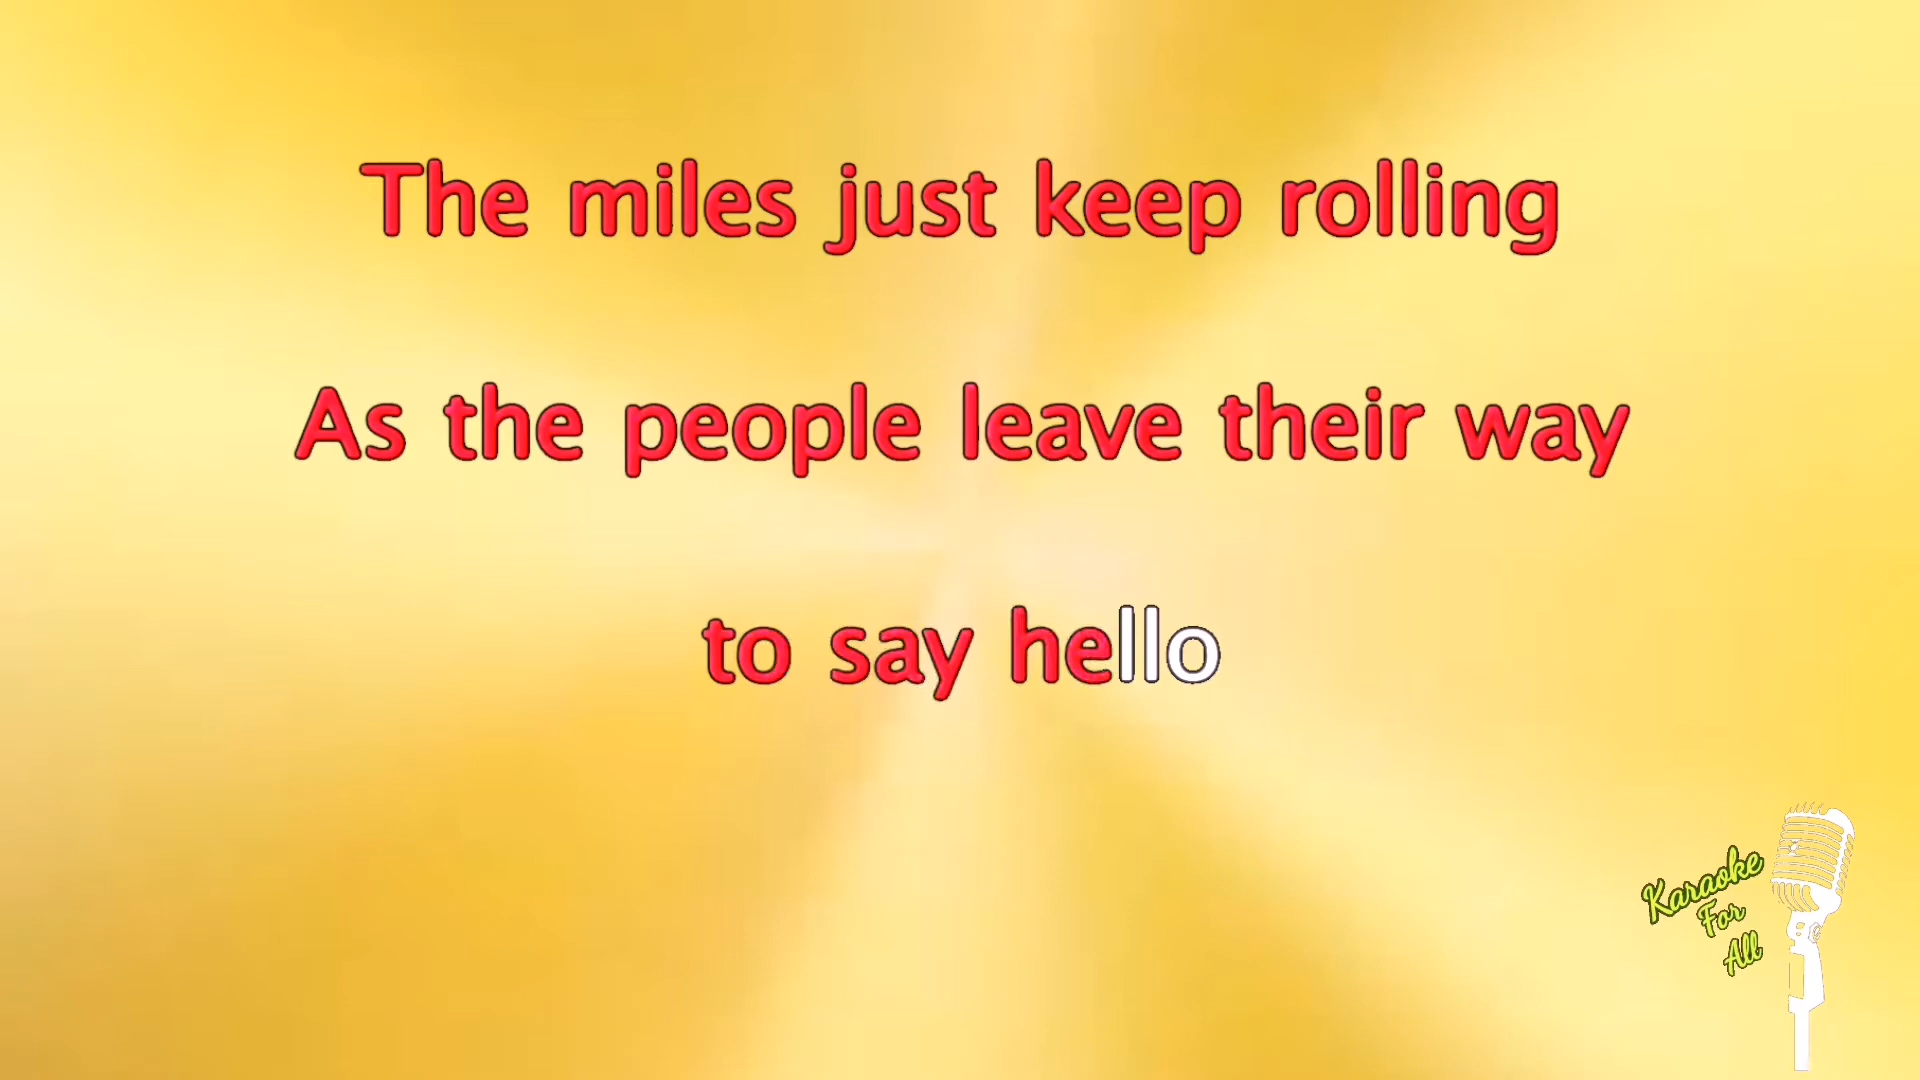 The miles just keep rolling
As the people leave their way
to say hello
Karaoke
For
All